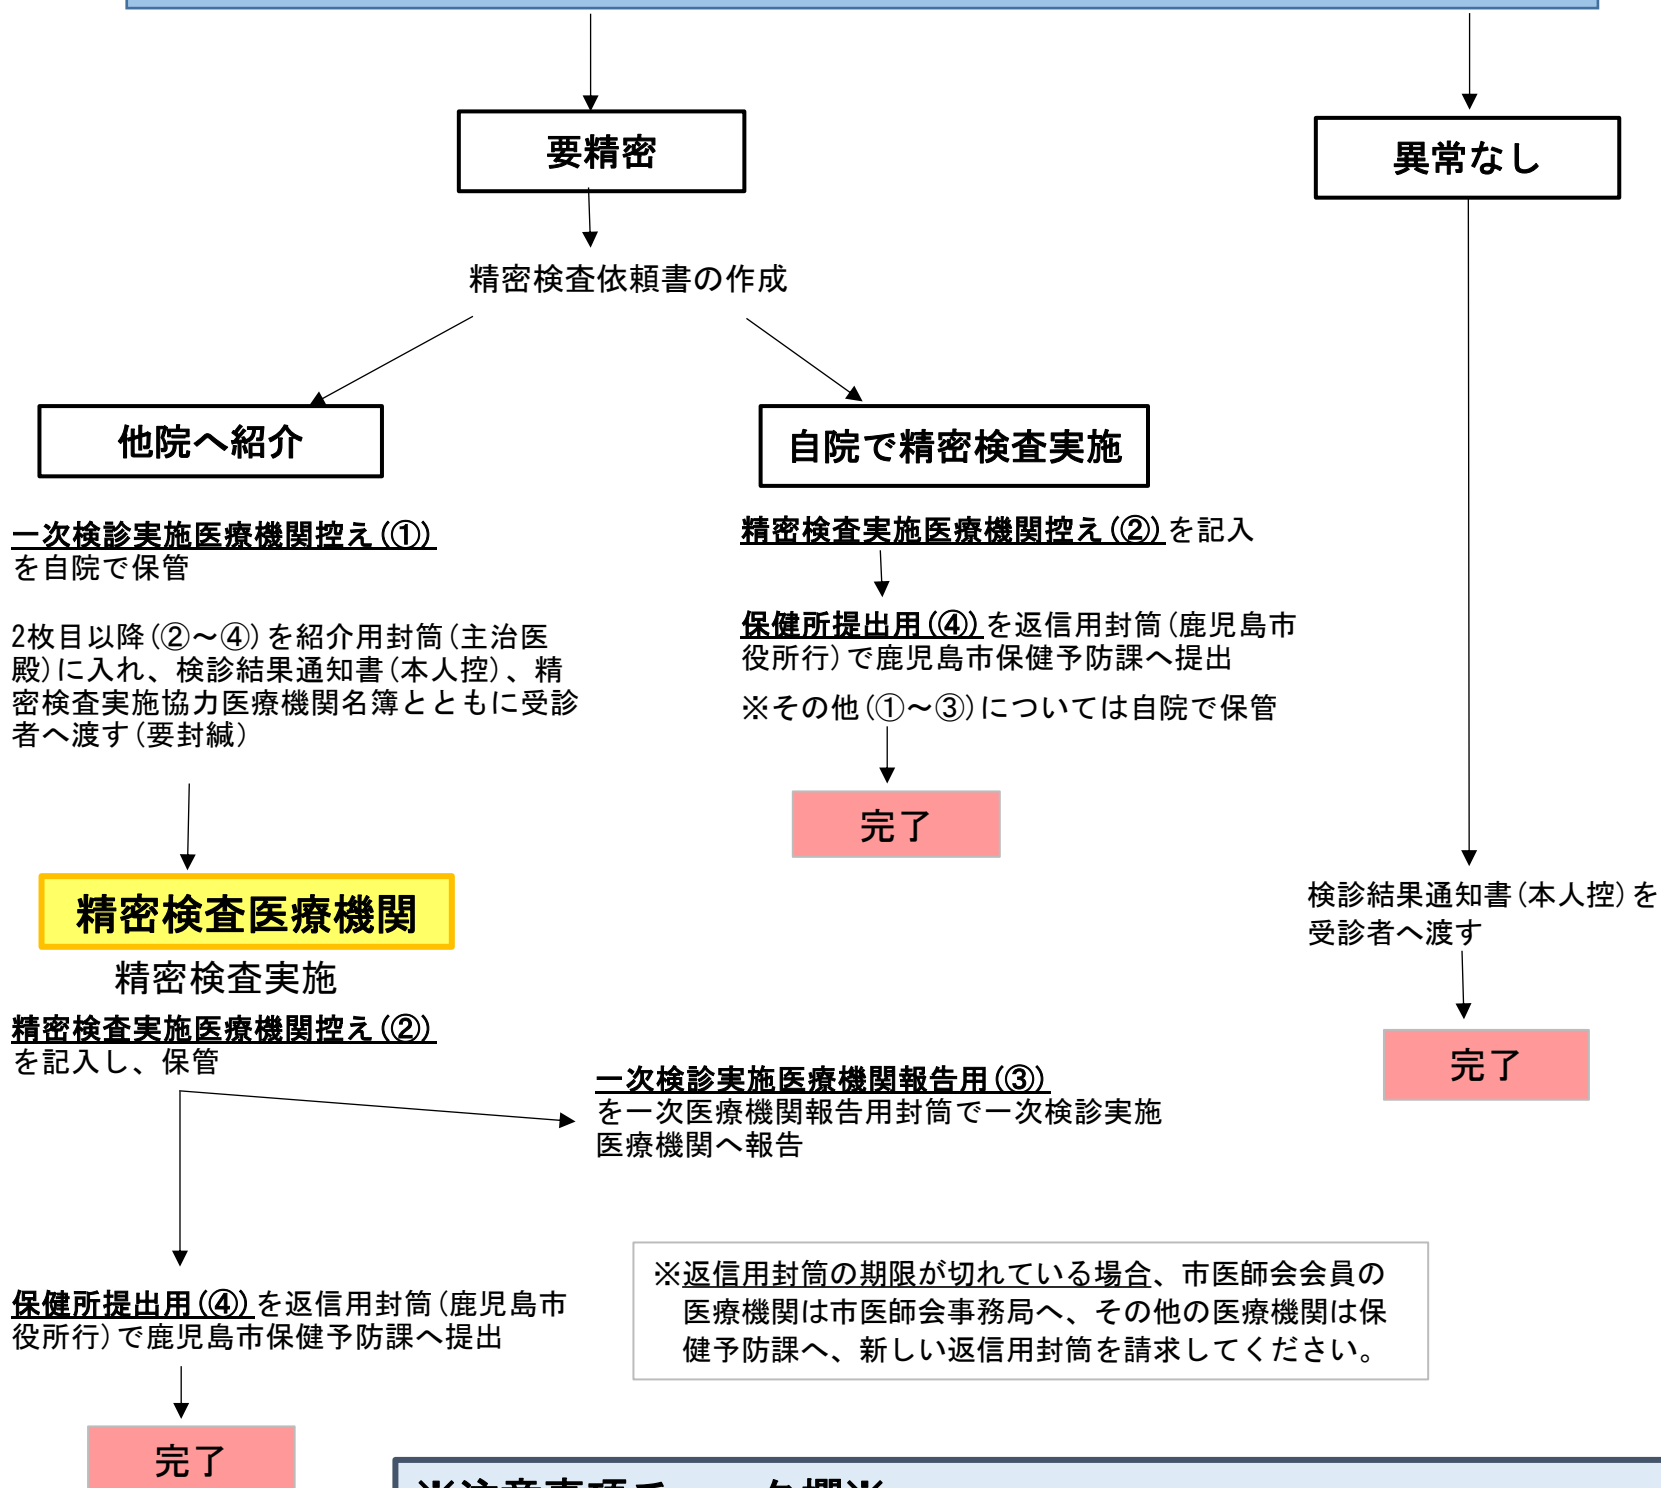 要精密
異常なし
精密検査依頼書の作成
他院へ紹介
自院で精密検査実施
一次検診実施医療機関控え(①)
を自院で保管
2枚目以降(②～④)を紹介用封筒(主治医
殿)に入れ、検診結果通知書(本人控)、精
密検査実施協力医療機関名簿とともに受診
者へ渡す(要封緘)
精密検査実施医療機関控え(②)を記入
保健所提出用(④)を返信用封筒(鹿児島市
役所行)で鹿児島市保健予防課へ提出
※その他(①～③)については自院で保管
完了
精密検査医療機関
精密検査実施
精密検査実施医療機関控え(②)
を記入し、保管
検診結果通知書(本人控)を
受診者へ渡す
完了
一次検診実施医療機関報告用(③)
を一次医療機関報告用封筒で一次検診実施
医療機関へ報告
保健所提出用(④)を返信用封筒(鹿児島市
役所行)で鹿児島市保健予防課へ提出
※返信用封筒の期限が切れている場合、市医師会会員の
医療機関は市医師会事務局へ、その他の医療機関は保
健予防課へ、新しい返信用封筒を請求してください。
完了